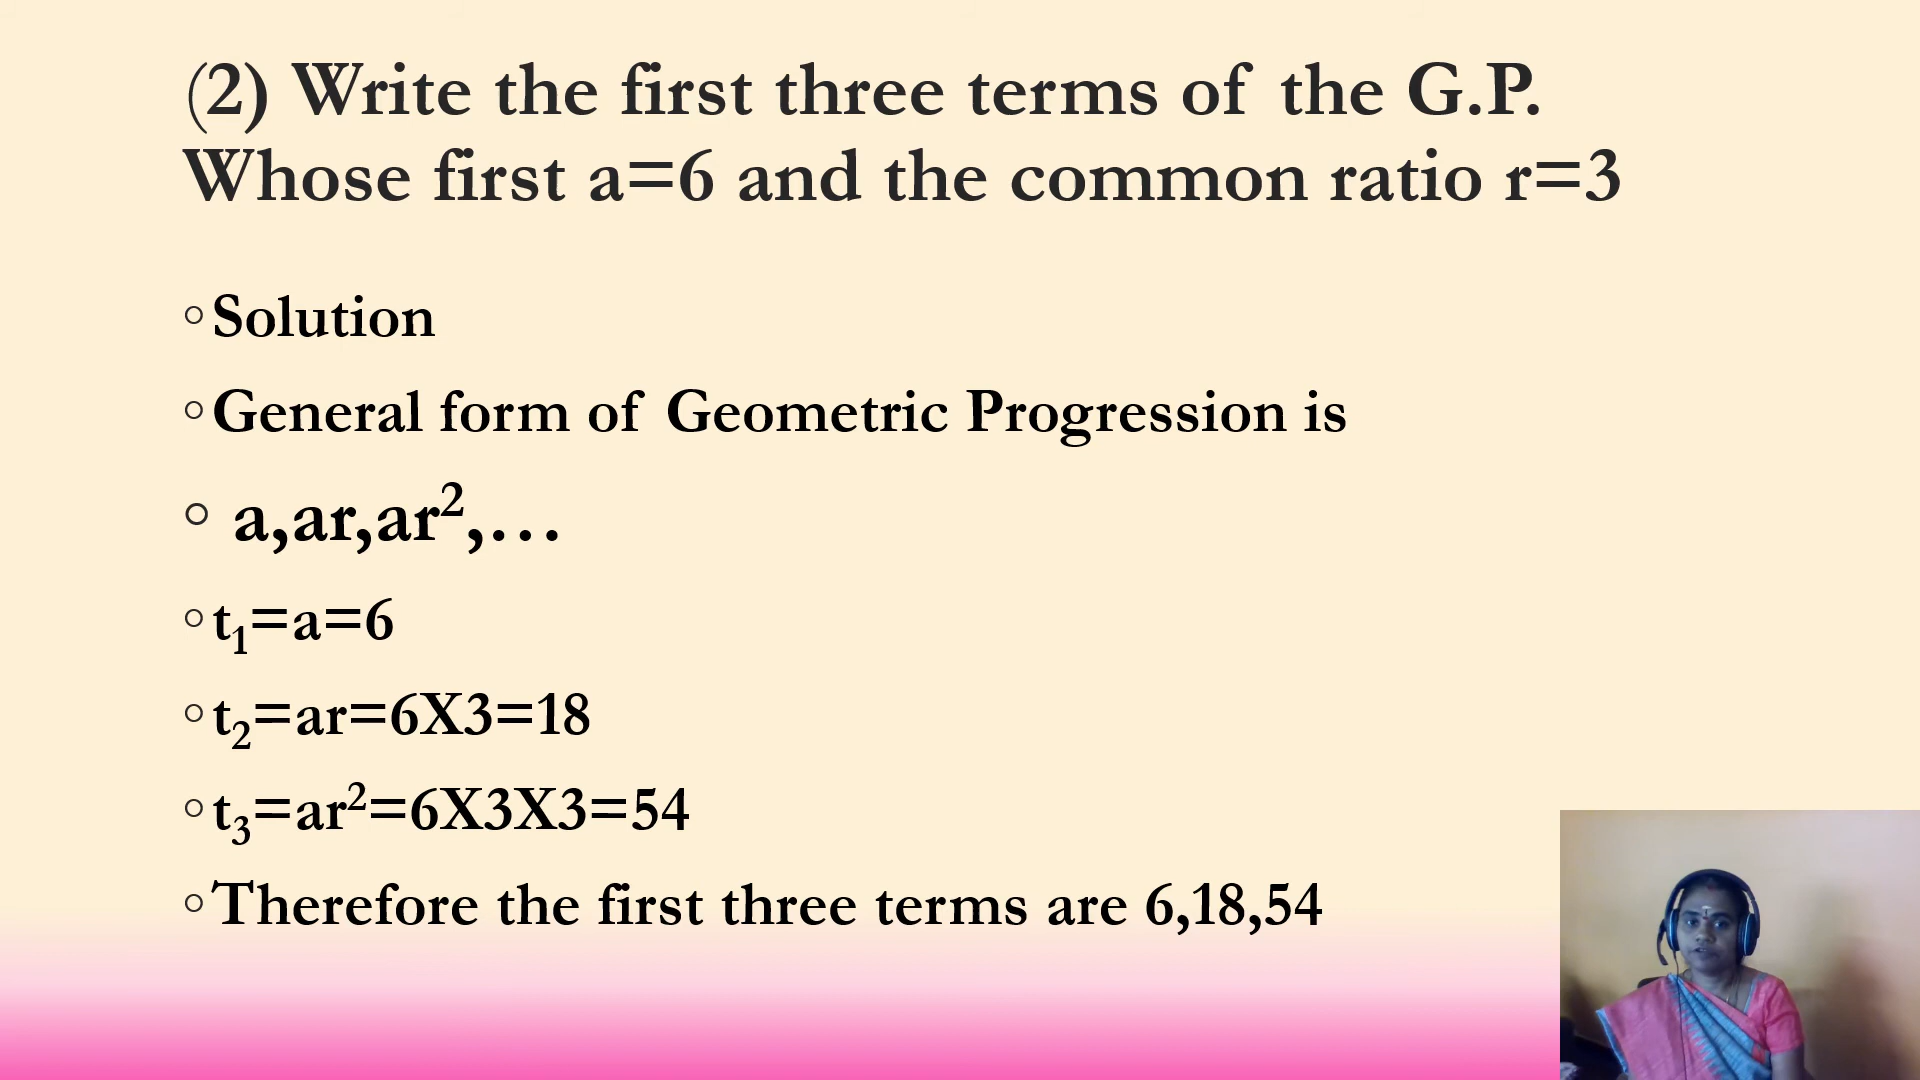 (2) Write the first three terms of the G.P.
Whose first a=6 and the common ratio r=3
Solution
General form of Geometric Progression is
a,ar,ar²,…
t₁=a=6
t₂=ar=6X3=18
t₃=ar²=6X3X3=54
Therefore the first three terms are 6,18,54